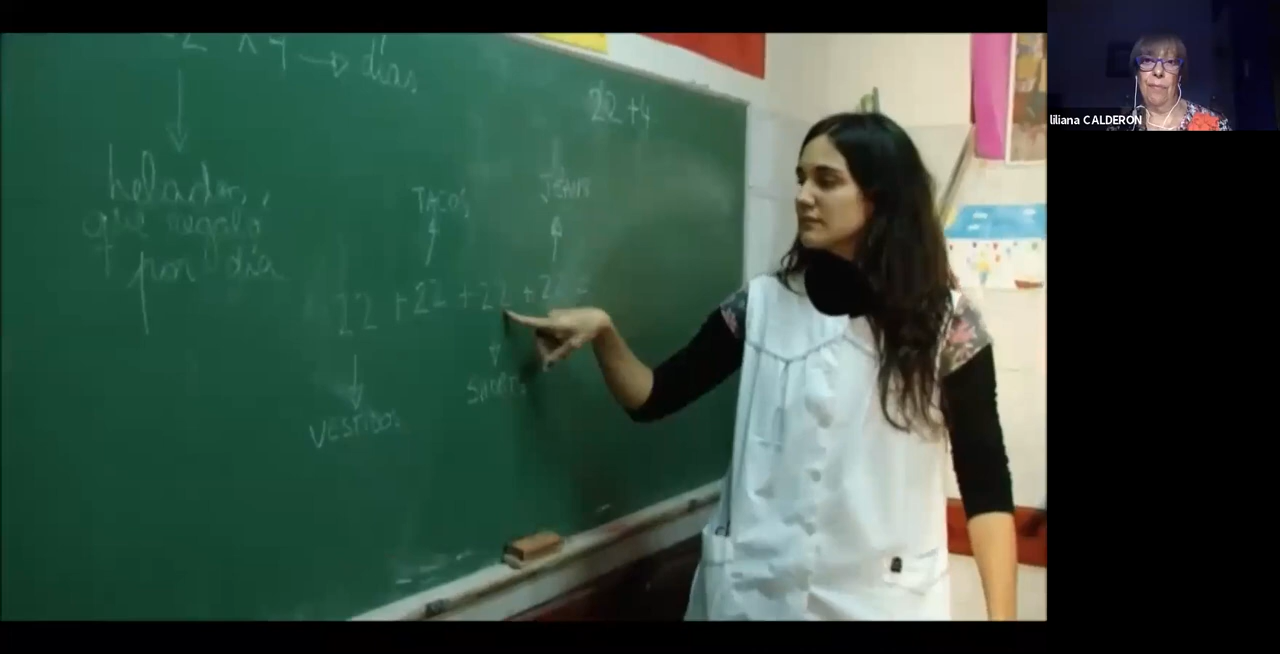 x 4 → días
22 + 4
helados
que regaló
por día
TACOS
JEANS
22 + 22 + 22 + 22 =
SHORTS
VESTIDOS
liliana CALDERON